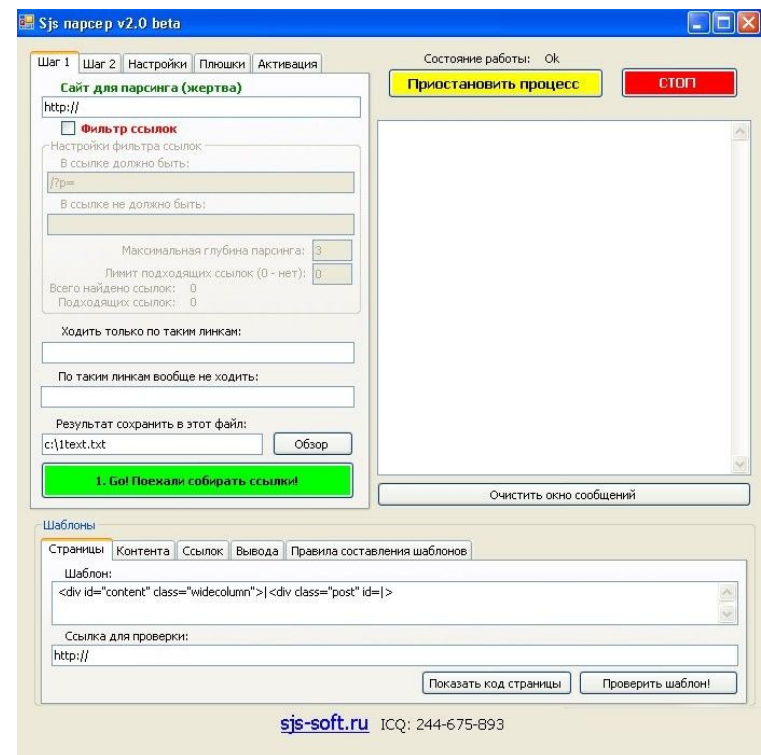 Sjs парсер v2.0 beta
Шаг 1 Шаг 2 Настройки Плюшки Активация
Сайт для парсинга (жертва)
http://
Фильтр ссылок
Настройки фильтра ссылок
В ссылке должно быть:
/?p=
В ссылке не должно быть:
Максимальная глубина парсинга: 3
Лимит подходящих ссылок (0 - нет): 0
Всего найдено ссылок: 0
Подходящих ссылок: 0
Ходить только по таким линкам:
По таким линкам вообще не ходить:
Результат сохранить в этот файл:
c:\1text.txt Обзор
1. Go! Поехали собирать ссылки!
Состояние работы: Ok
Приостановить процесс СТОП
Очистить окно сообщений
Шаблоны
Страницы Контента Ссылок Вывода Правила составления шаблонов
Шаблон:
<div id="content" class="widecolumn">|<div class="post" id=|>
Ссылка для проверки:
http://
Показать код страницы Проверить шаблон!
sjs-soft.ru ICQ: 244-675-893